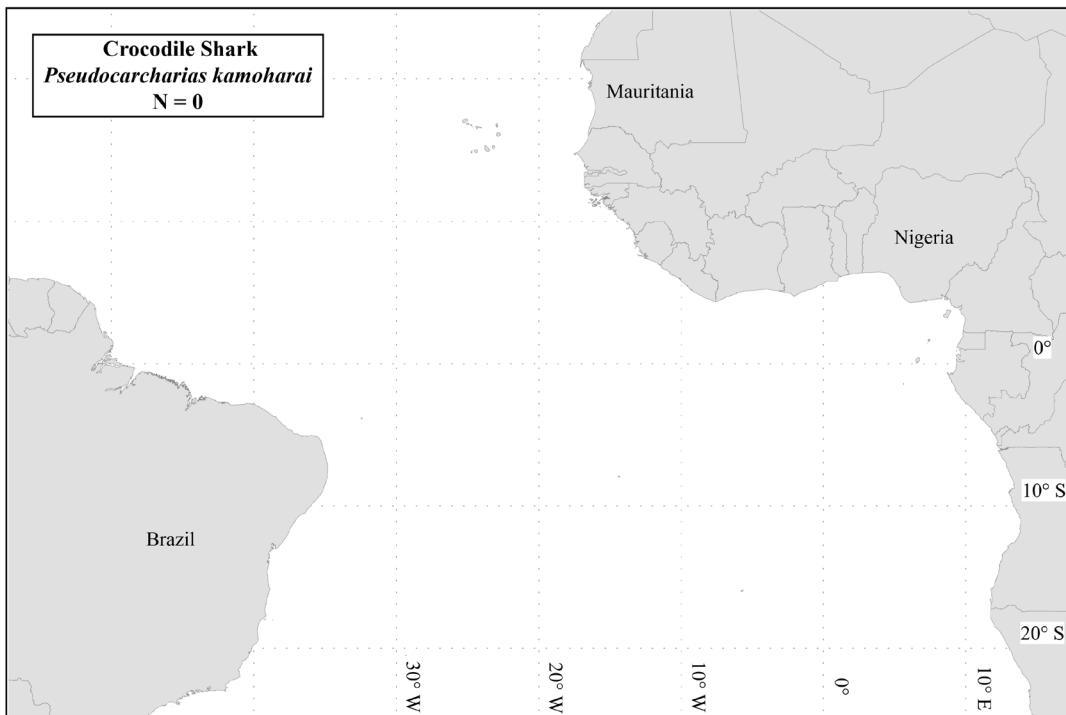 Crocodile Shark
Pseudocarcharias kamoharai
N = 0
Mauritania
Nigeria
0°
10° S
Brazil
20° S
30° W
20° W
10° W
0°
10° E